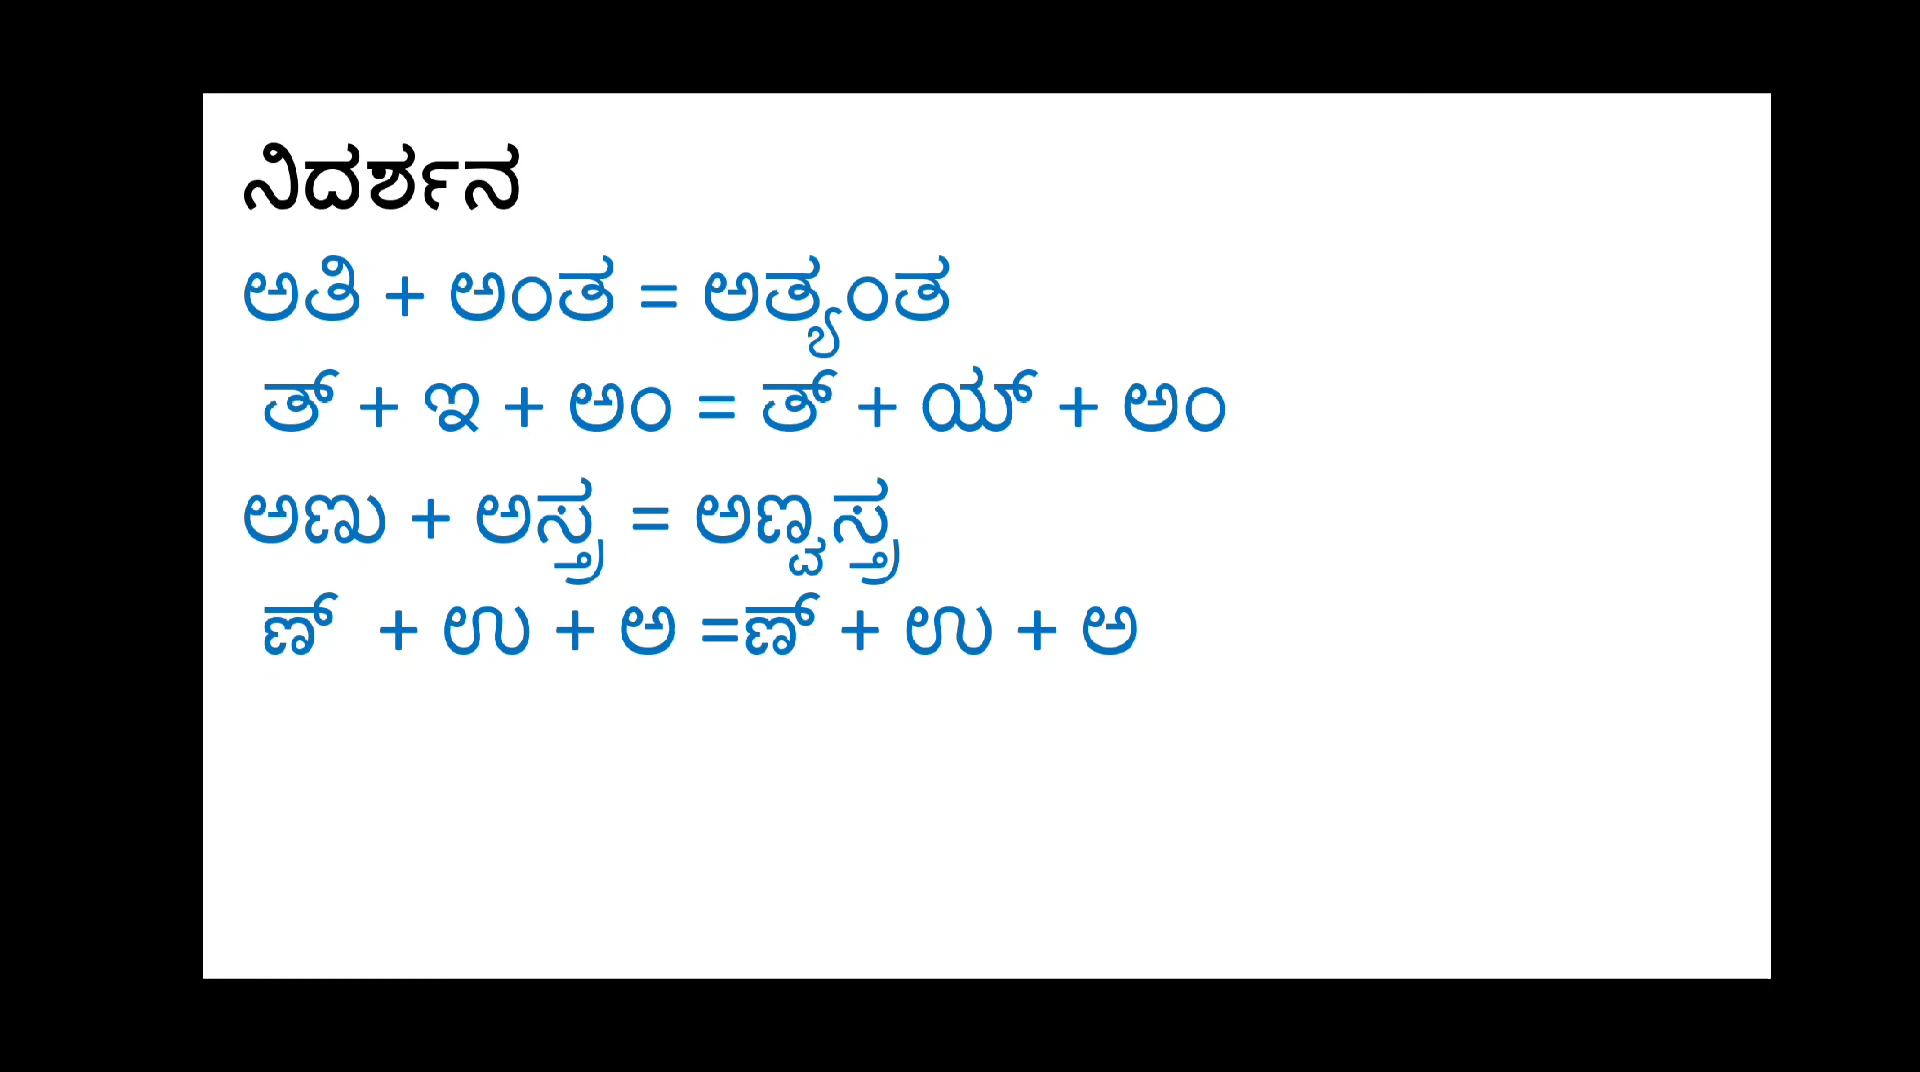 ನಿದರ್ಶನ
ಅತಿ + ಅಂತ = ಅತ್ಯಂತ
ತ್ + ಇ + ಅಂ = ತ್ + ಯ್ + ಅಂ
ಅಣು + ಅಸ್ತ್ರ = ಅಣ್ವಸ್ತ್ರ
ಣ್ + ಉ + ಅ =ಣ್ + ಉ + ಅ